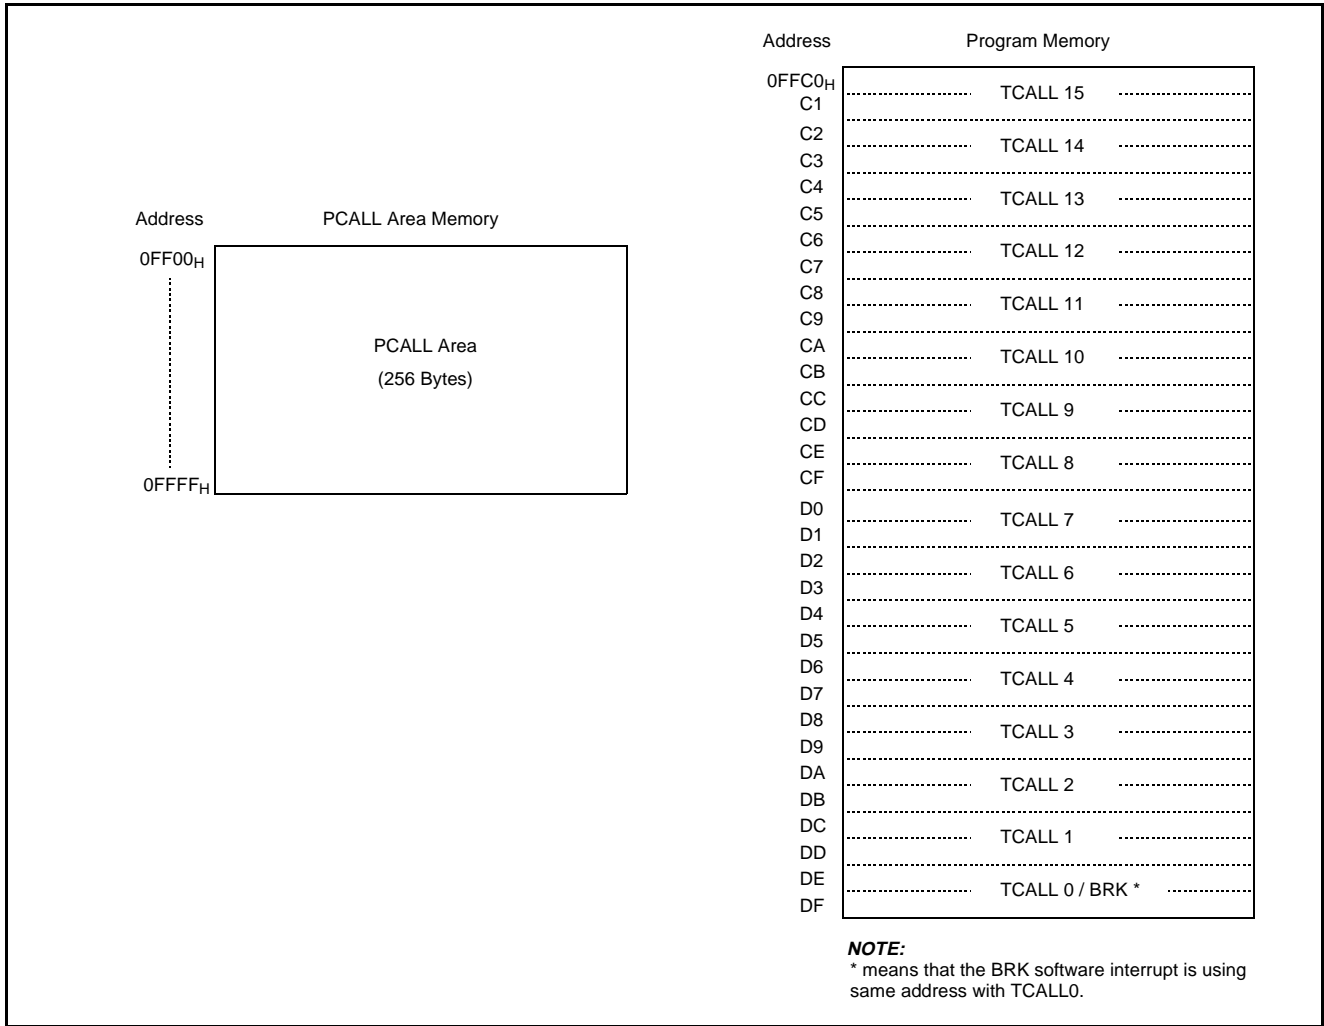 Address PCALL Area Memory
0FF00H
PCALL Area
(256 Bytes)
0FFFFH
Address Program Memory
0FFC0H
C1
TCALL 15
C2
C3
TCALL 14
C4
C5
TCALL 13
C6
C7
TCALL 12
C8
C9
TCALL 11
CA
CB
TCALL 10
CC
CD
TCALL 9
CE
CF
TCALL 8
D0
D1
TCALL 7
D2
D3
TCALL 6
D4
D5
TCALL 5
D6
D7
TCALL 4
D8
D9
TCALL 3
DA
DB
TCALL 2
DC
DD
TCALL 1
DE
DF
TCALL 0 / BRK *
NOTE:
* means that the BRK software interrupt is using
same address with TCALL0.